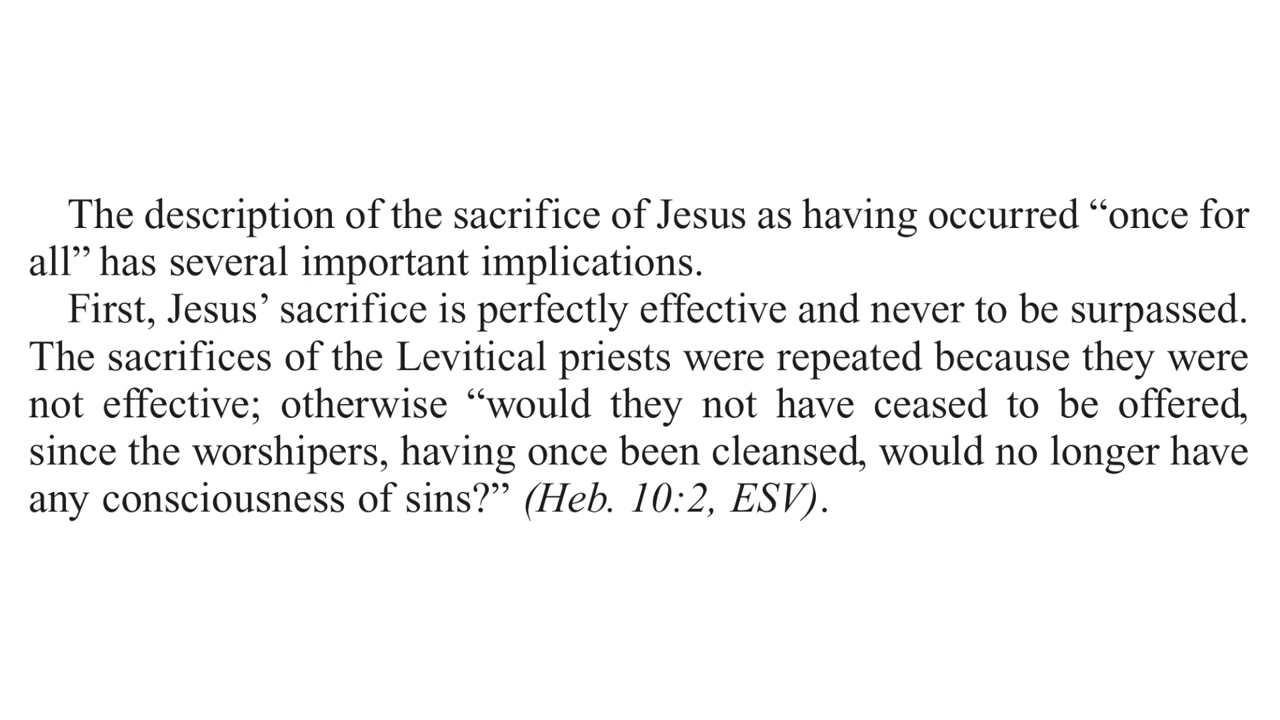 The description of the sacrifice of Jesus as having occurred “once for
all” has several important implications.
First, Jesus’ sacrifice is perfectly effective and never to be surpassed.
The sacrifices of the Levitical priests were repeated because they were
not effective; otherwise “would they not have ceased to be offered,
since the worshipers, having once been cleansed, would no longer have
any consciousness of sins?” (Heb. 10:2, ESV).